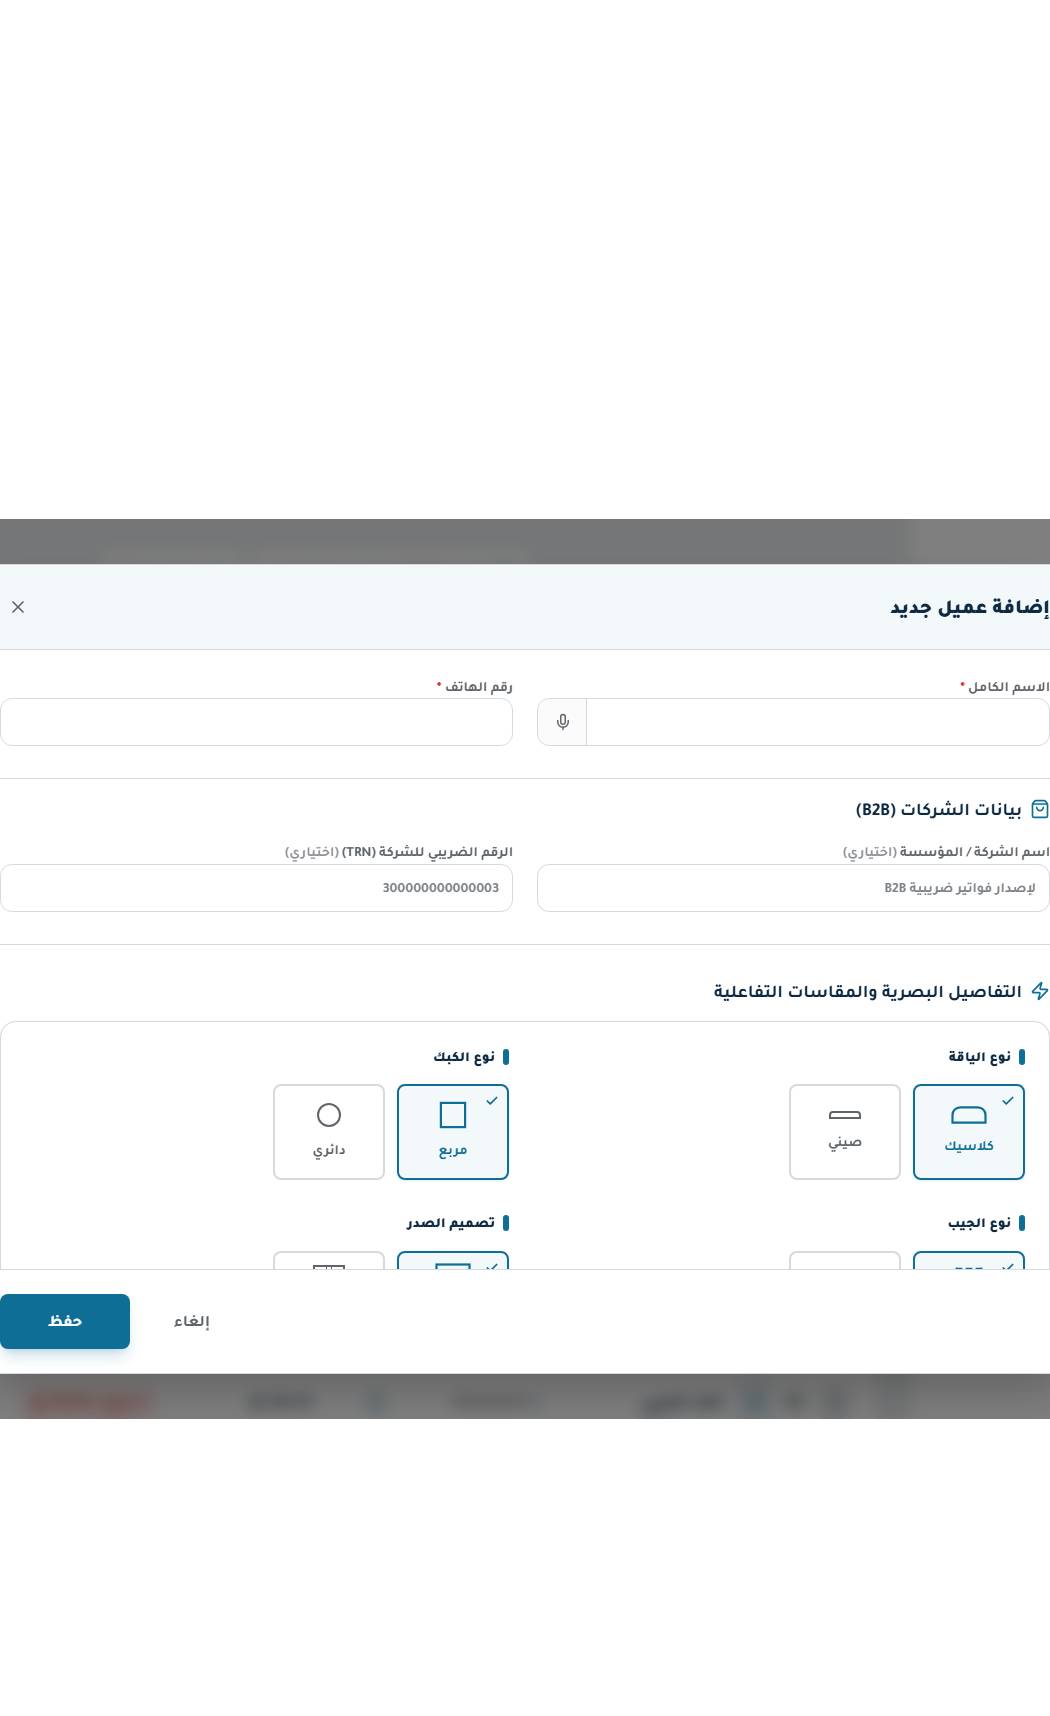 إضافة عميل جديد
الاسم الكامل *
رقم الهاتف *
بيانات الشركات (B2B)
اسم الشركة / المؤسسة (اختياري)
الرقم الضريبي للشركة (TRN) (اختياري)
لإصدار فواتير ضريبية B2B
300000000000003
التفاصيل البصرية والمقاسات التفاعلية
نوع الياقة
نوع الكبك
كلاسيك
صيني
مربع
دائري
نوع الجيب
تصميم الصدر
إلغاء
حفظ